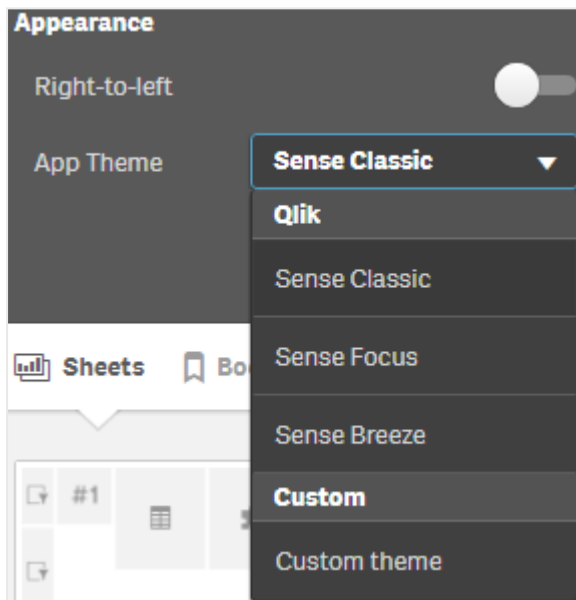 Appearance
Right-to-left
App Theme
Sense Classic
Qlik
Sense Classic
Sense Focus
Sheets
Sense Breeze
#1
Custom
Custom theme